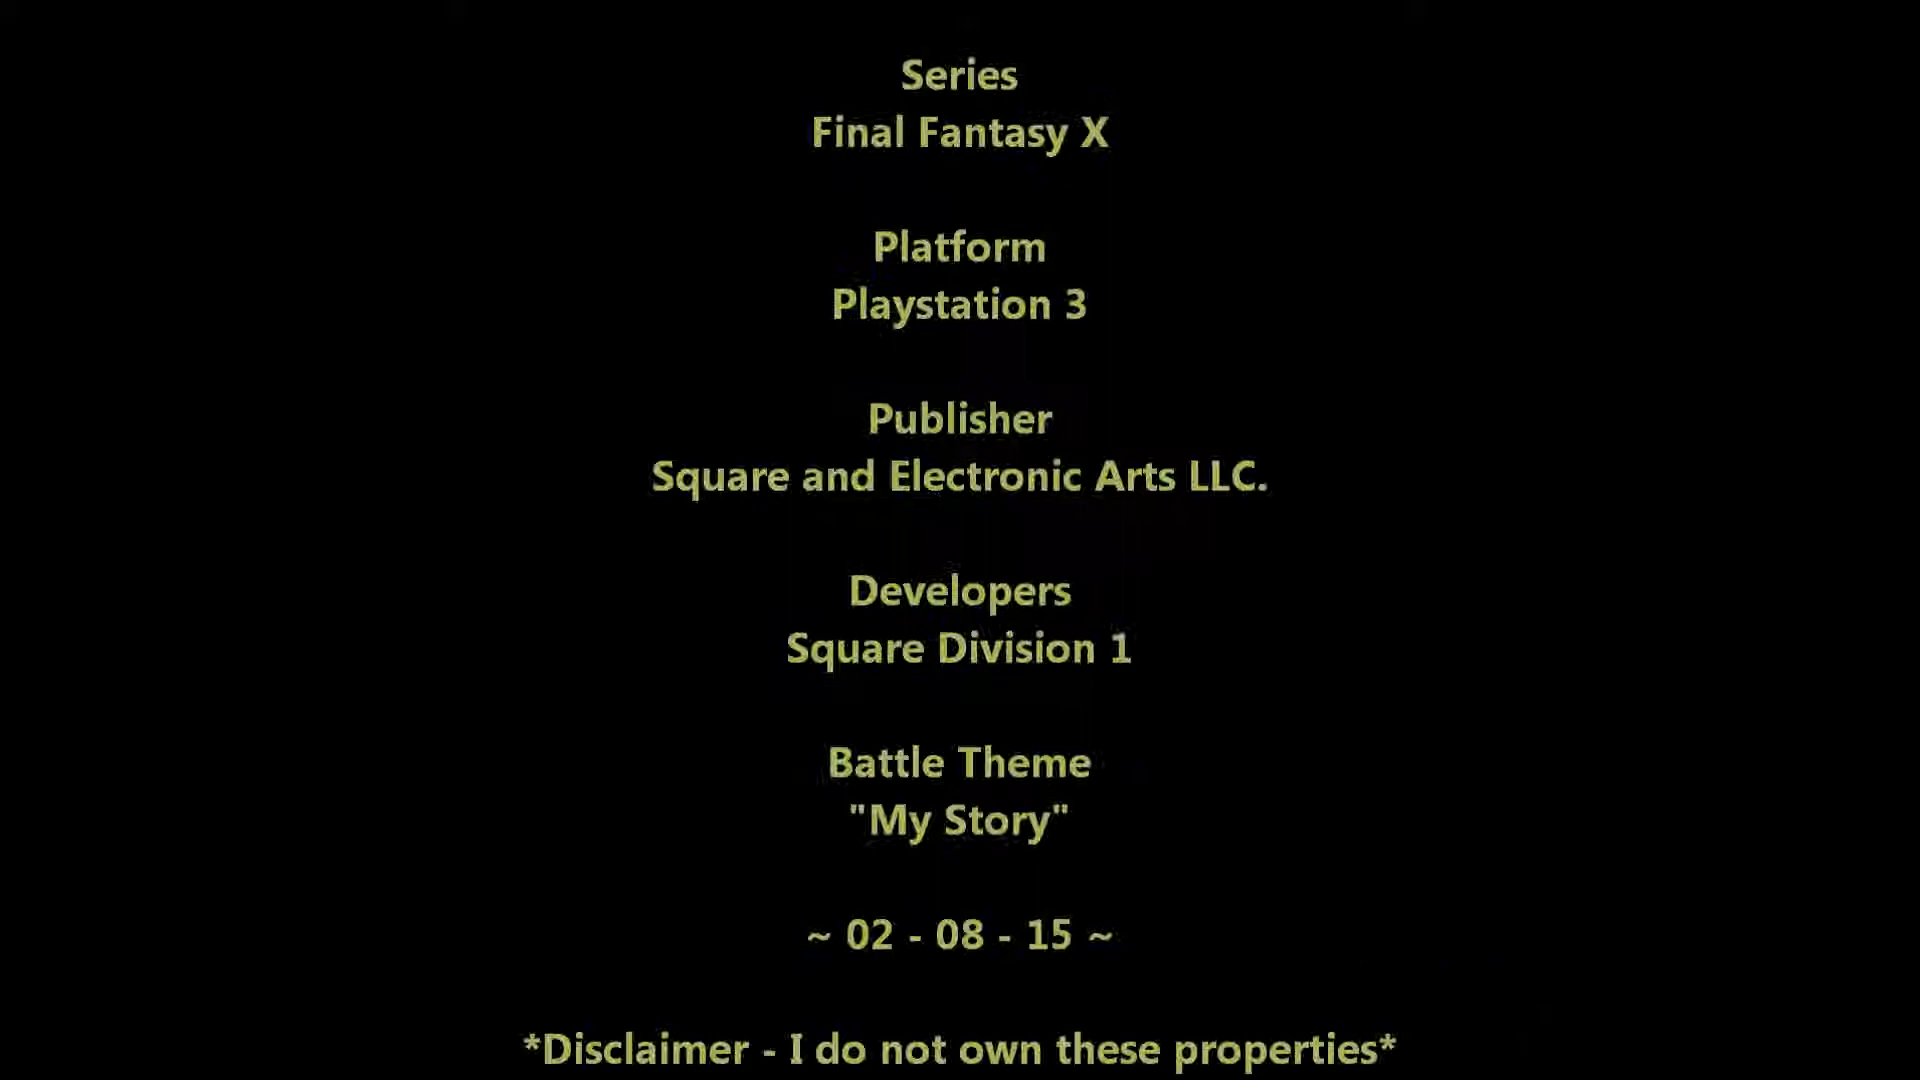 Series
Final Fantasy X
Platform
Playstation 3
Publisher
Square and Electronic Arts LLC.
Developers
Square Division 1
Battle Theme
"My Story"
~ 02 - 08 - 15 ~
*Disclaimer - I do not own these properties*